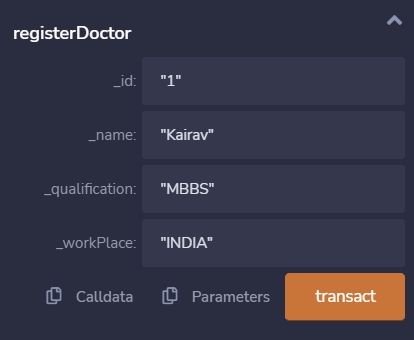 registerDoctor
_id: "1"
_name: "Kairav"
_qualification: "MBBS"
_workPlace: "INDIA"
Calldata Parameters transact